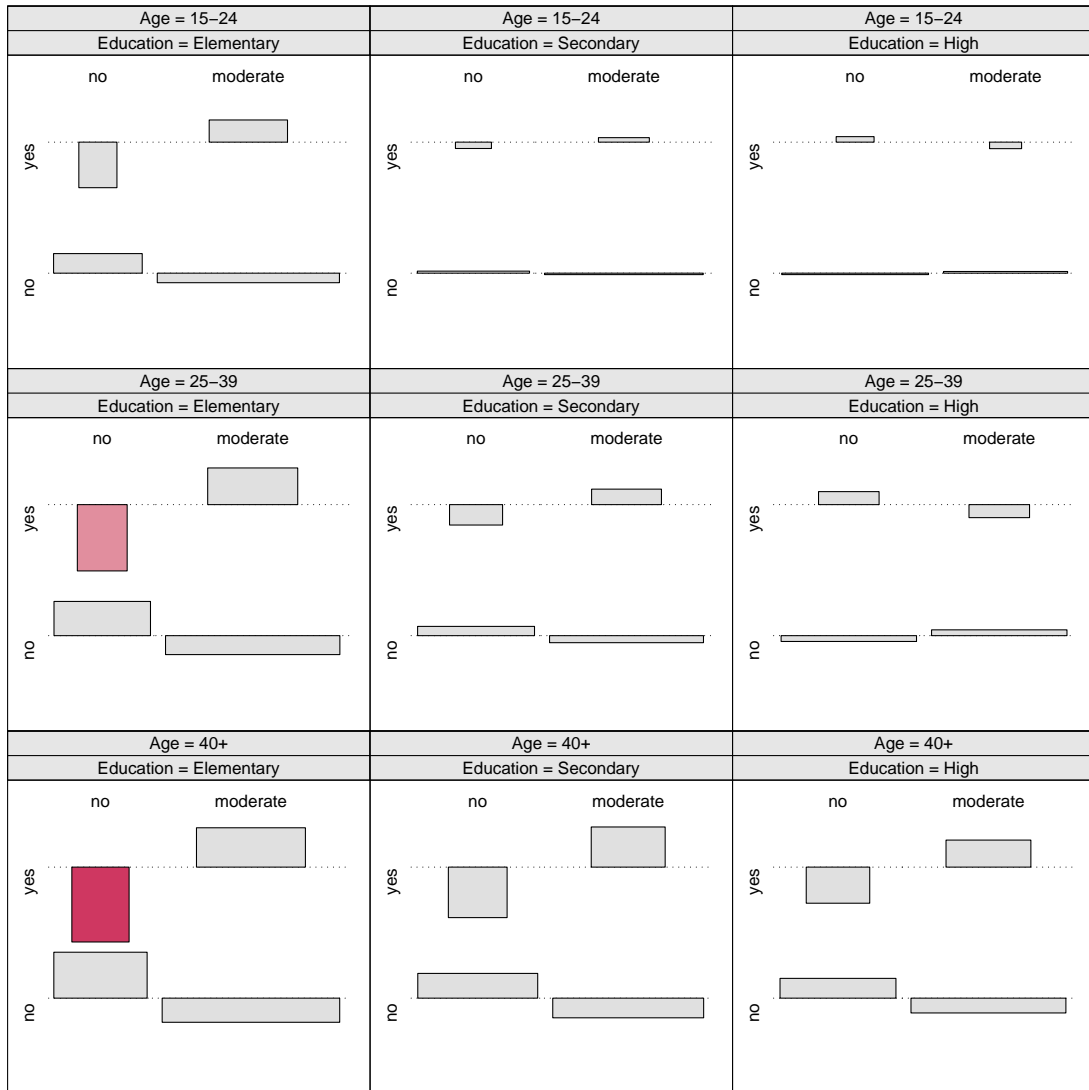 Age = 15−24 Age = 15−24 Age = 15−24
Education = Elementary Education = Secondary Education = High
no moderate no moderate no moderate
yes yes yes
no no no
Age = 25−39 Age = 25−39 Age = 25−39
Education = Elementary Education = Secondary Education = High
no moderate no moderate no moderate
yes yes yes
no no no
Age = 40+ Age = 40+ Age = 40+
Education = Elementary Education = Secondary Education = High
no moderate no moderate no moderate
yes yes yes
no no no